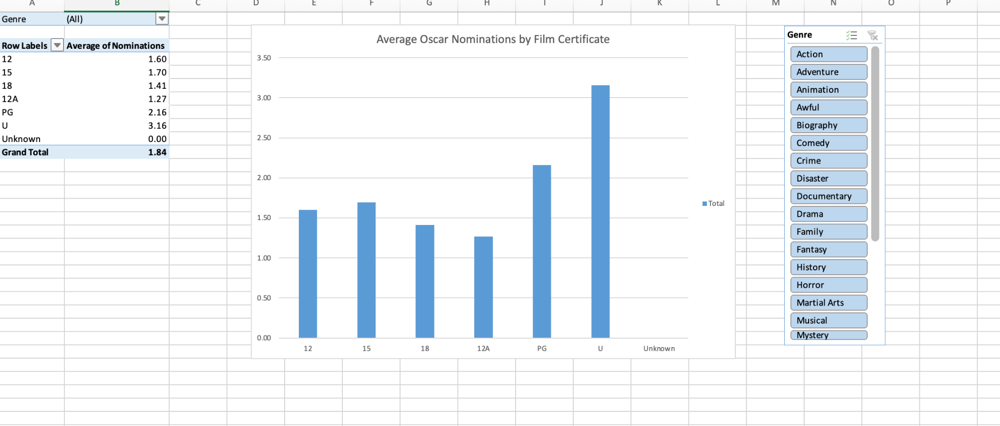 A B C D E F G H I J K L M N O P
Genre (All)
Row Labels Average of Nominations
12 1.60
15 1.70
18 1.41
12A 1.27
PG 2.16
U 3.16
Unknown 0.00
Grand Total 1.84
Average Oscar Nominations by Film Certificate
3.50
3.00
2.50
2.00
1.50
1.00
0.50
0.00
12 15 18 12A PG U Unknown
Total
Genre
Action
Adventure
Animation
Awful
Biography
Comedy
Crime
Disaster
Documentary
Drama
Family
Fantasy
History
Horror
Martial Arts
Musical
Mystery